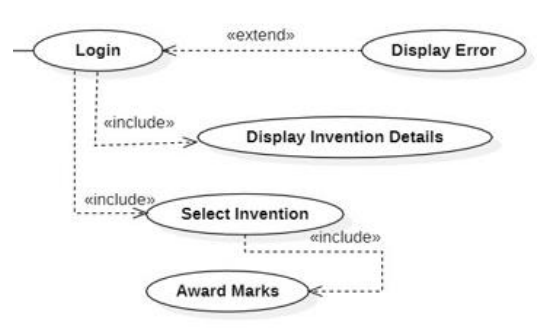 «extend»
Login
Display Error
«include»
Display Invention Details
«include»
Select Invention
«include»
Award Marks